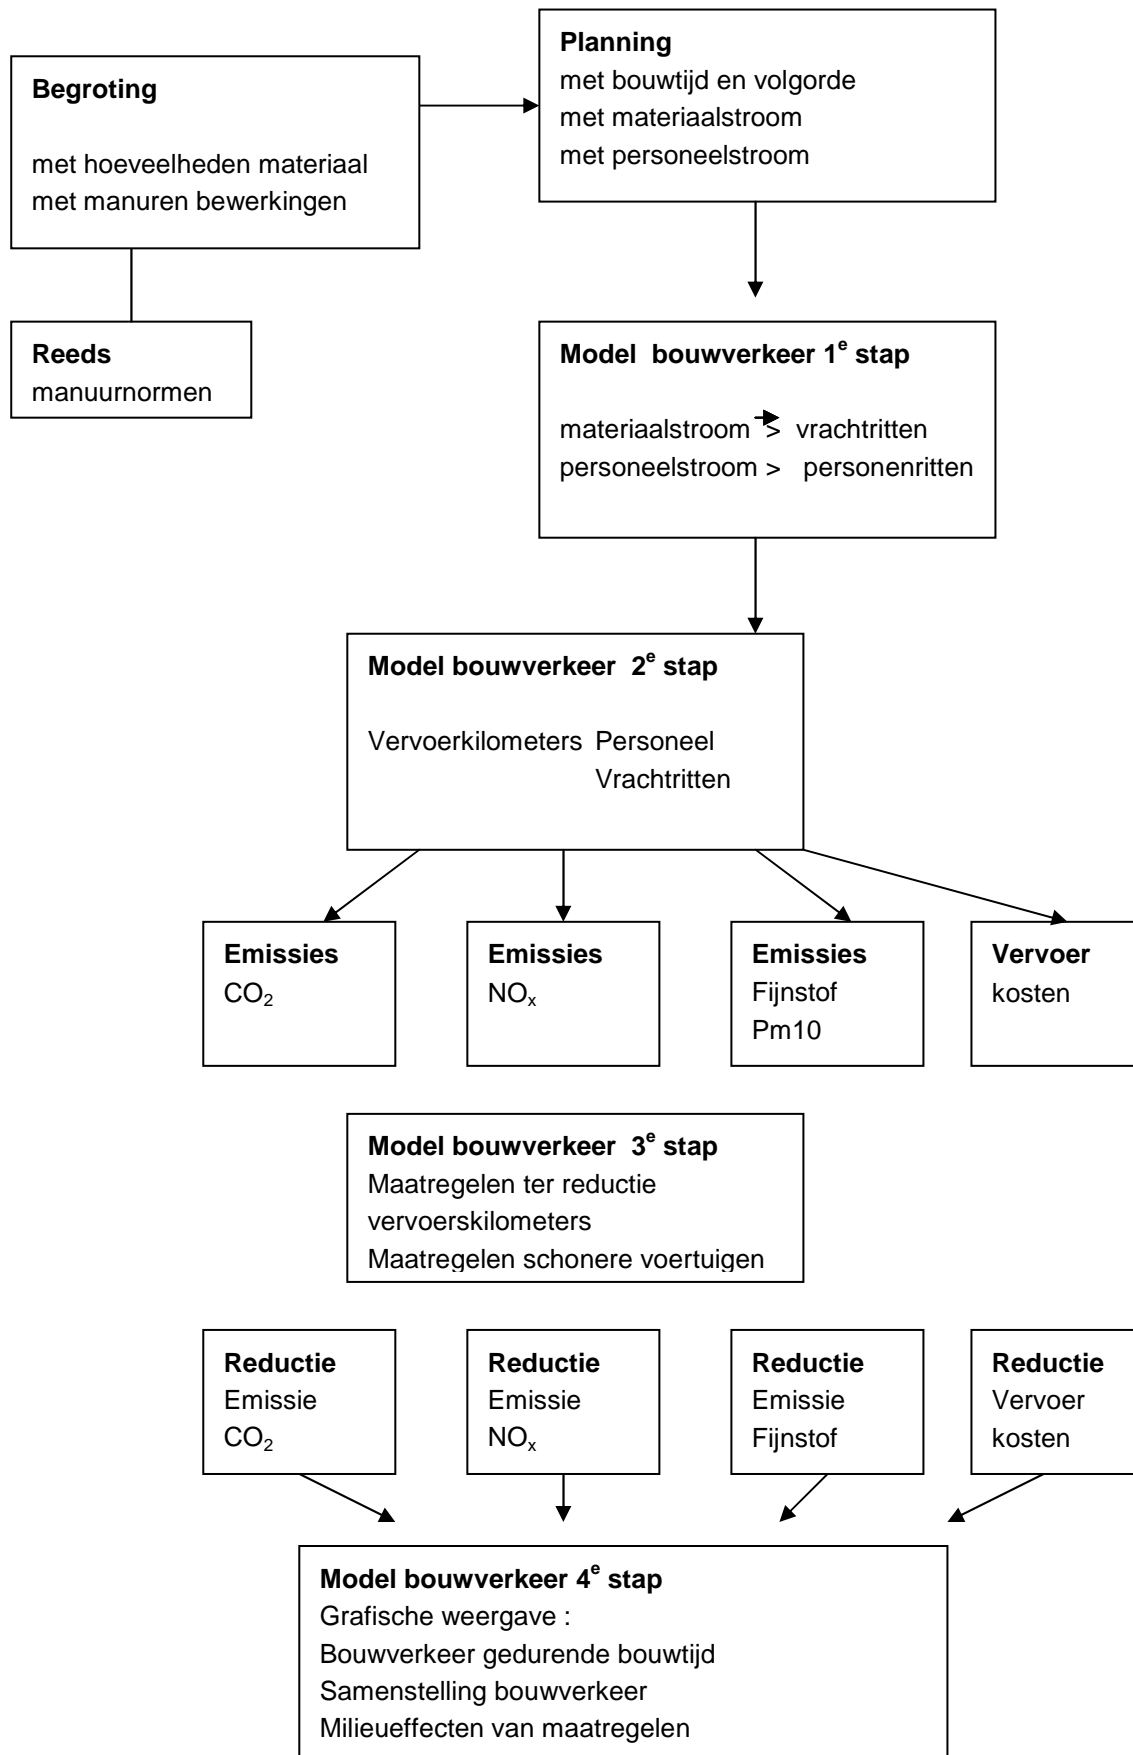 Begroting
met hoeveelheden materiaal
met manuren bewerkingen
Planning
met bouwtijd en volgorde
met materiaalstroom
met personeelstroom
Reeds
manuurnormen
Model bouwverkeer 1e stap
materiaalstroom > vrachtritten
personeelstroom > personenritten
Model bouwverkeer 2e stap
Vervoerkilometers Personeel
Vrachtritten
Emissies
CO2
Emissies
NOx
Emissies
Fijnstof
Pm10
Vervoer
kosten
Model bouwverkeer 3e stap
Maatregelen ter reductie
vervoerskilometers
Maatregelen schonere voertuigen
Reductie
Emissie
CO2
Reductie
Emissie
NOx
Reductie
Emissie
Fijnstof
Reductie
Vervoer
kosten
Model bouwverkeer 4e stap
Grafische weergave :
Bouwverkeer gedurende bouwtijd
Samenstelling bouwverkeer
Milieueffecten van maatregelen